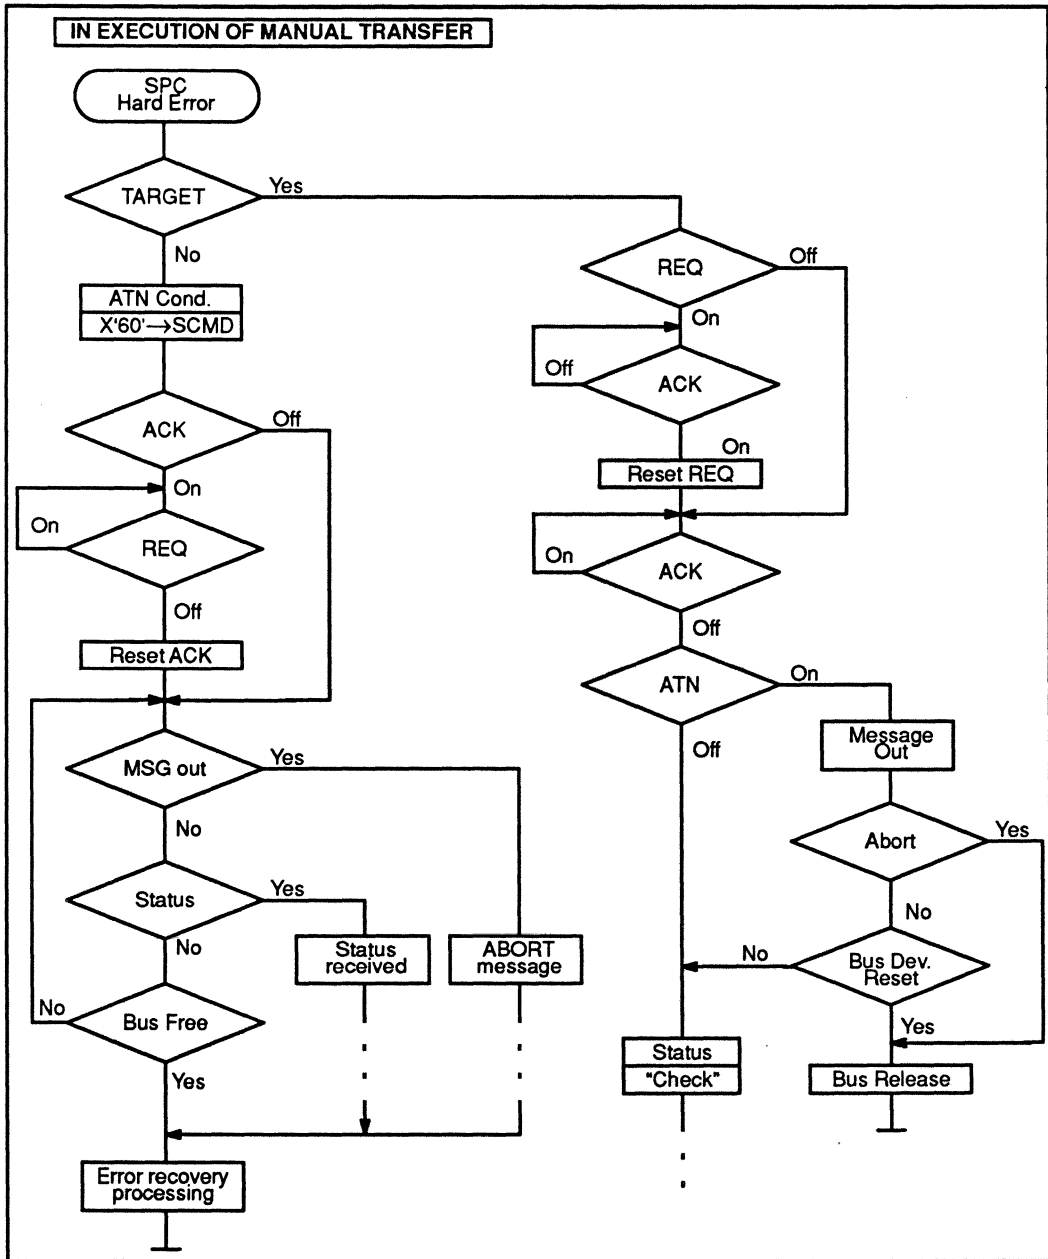 IN EXECUTION OF MANUAL TRANSFER
SPC
Hard Error
TARGET
Yes
No
ATN Cond.
X'60'→SCMD
ACK
Off
On
On
REQ
Off
Reset ACK
MSG out
Yes
No
Status
Yes
No
Status
received
ABORT
message
No
Bus Free
Yes
Error recovery
processing
REQ
Off
On
Off
ACK
On
Reset REQ
On
ACK
Off
ATN
On
Off
Message
Out
Abort
Yes
No
No
Bus Dev.
Reset
Yes
Status
"Check"
Bus Release